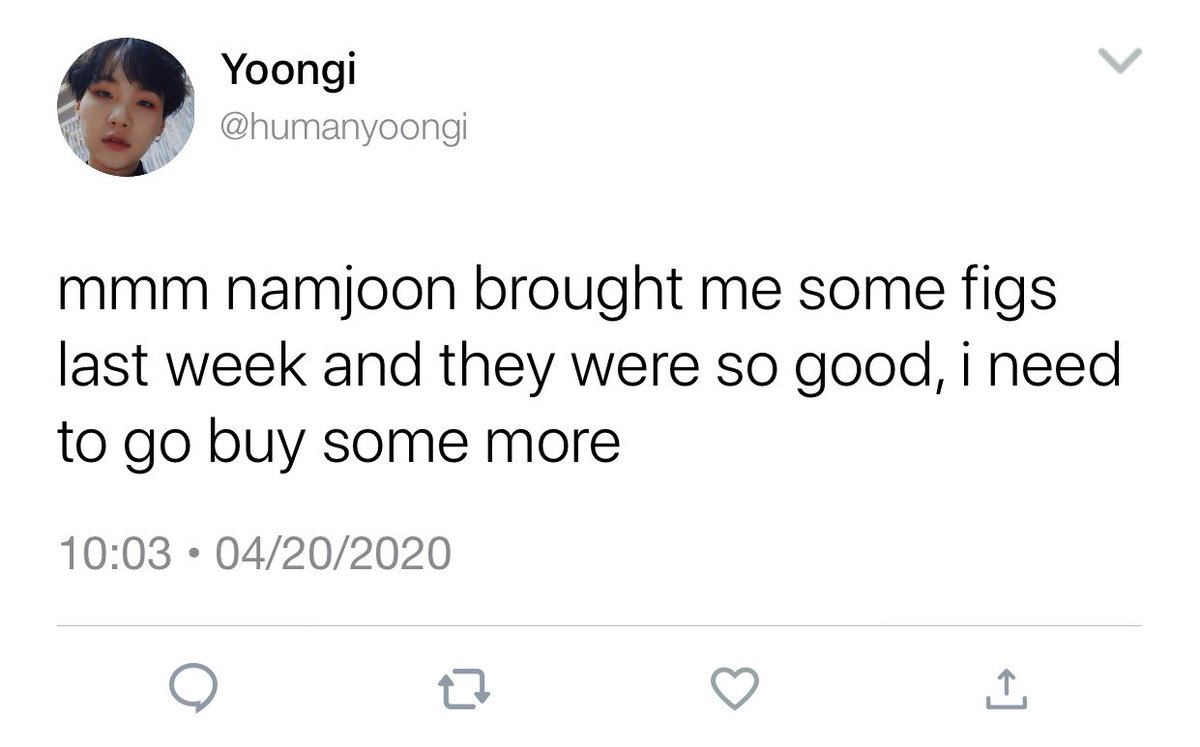 Yoongi
@humanyoongi
mmm namjoon brought me some figs
last week and they were so good, i need
to go buy some more
10:03 • 04/20/2020